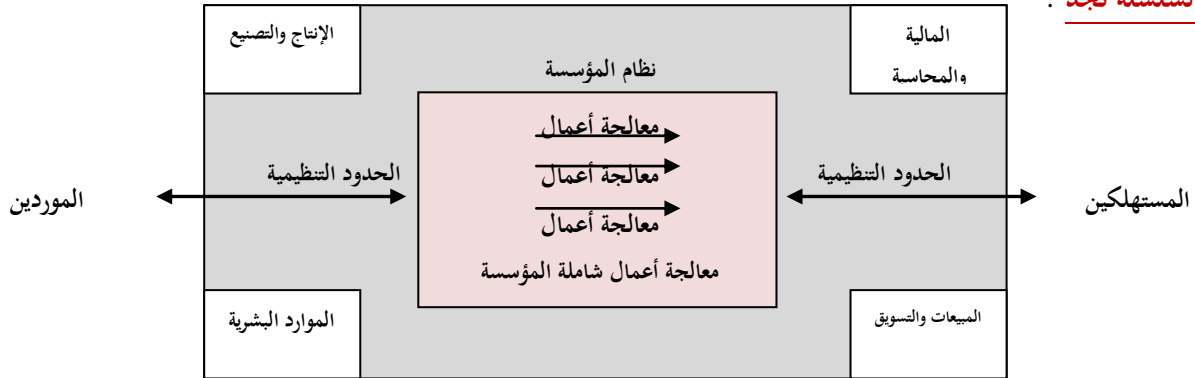 نجد :
المالية
والمحاسبة
الإنتاج والتصنيع
نظام المؤسسة
معالجة أعمال
معالجة أعمال
معالجة أعمال
معالجة أعمال شاملة المؤسسة
الحدود التنظيمية
الحدود التنظيمية
المستهلكين
الموردين
المبيعات والتسويق
الموارد البشرية